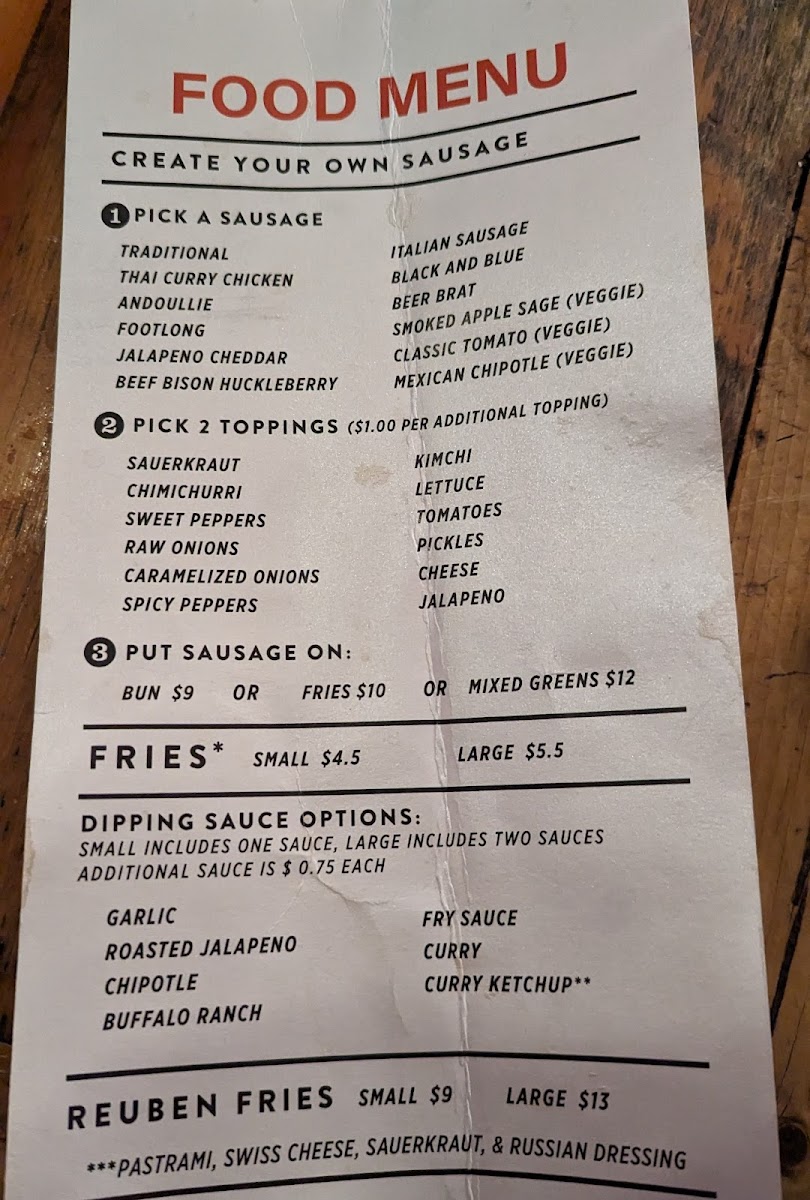 FOOD MENU
CREATE YOUR OWN SAUSAGE
1 PICK A SAUSAGE
TRADITIONAL
THAI CURRY CHICKEN
ANDOULLIE
FOOTLONG
JALAPENO CHEDDAR
BEEF BISON HUCKLEBERRY
ITALIAN SAUSAGE
BLACK AND BLUE
BEER BRAT
SMOKED APPLE SAGE (VEGGIE)
CLASSIC TOMATO (VEGGIE)
MEXICAN CHIPOTLE (VEGGIE)
2 PICK 2 TOPPINGS ($1.00 PER ADDITIONAL TOPPING)
SAUERKRAUT
CHIMICHURRI
SWEET PEPPERS
RAW ONIONS
CARAMELIZED ONIONS
SPICY PEPPERS
KIMCHI
LETTUCE
TOMATOES
PICKLES
CHEESE
JALAPENO
3 PUT SAUSAGE ON:
BUN $9 OR FRIES $10 OR MIXED GREENS $12
FRIES* SMALL $4.5 LARGE $5.5
DIPPING SAUCE OPTIONS:
SMALL INCLUDES ONE SAUCE, LARGE INCLUDES TWO SAUCES
ADDITIONAL SAUCE IS $ 0.75 EACH
GARLIC
ROASTED JALAPENO
CHIPOTLE
BUFFALO RANCH
FRY SAUCE
CURRY
CURRY KETCHUP**
REUBEN FRIES SMALL $9 LARGE $13
***PASTRAMI, SWISS CHEESE, SAUERKRAUT, & RUSSIAN DRESSING